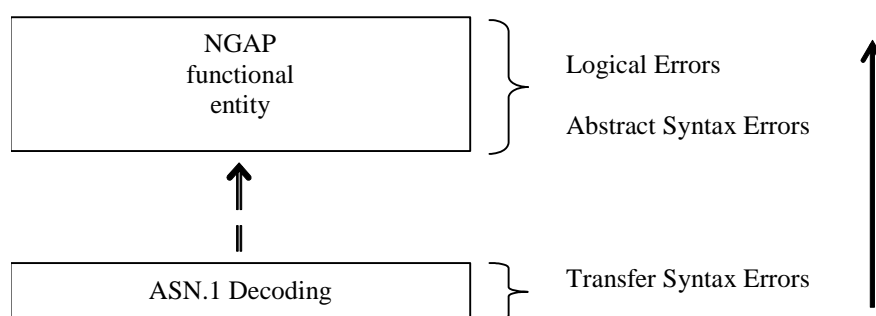 NGAP
functional
entity
Logical Errors
Abstract Syntax Errors
ASN.1 Decoding
Transfer Syntax Errors